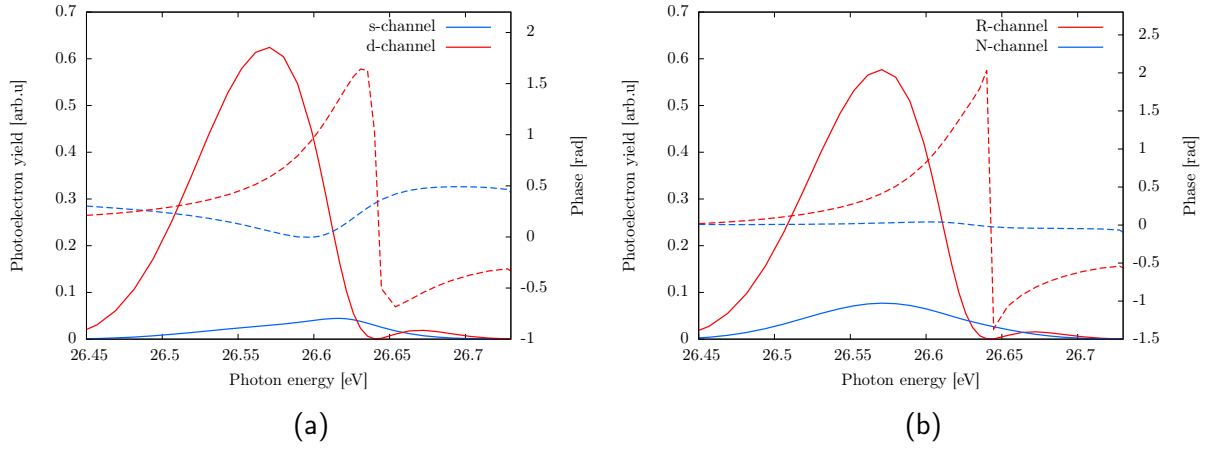 s-channel
d-channel
0.7
0.6
0.5
0.4
0.3
0.2
0.1
0
Photoelectron yield [arb.u]
26.45 26.5 26.55 26.6 26.65 26.7
Photon energy [eV]
2
1.5
1
0.5
0
-0.5
-1
Phase [rad]
(a)
R-channel
N-channel
0.7
0.6
0.5
0.4
0.3
0.2
0.1
0
Photoelectron yield [arb.u]
26.45 26.5 26.55 26.6 26.65 26.7
Photon energy [eV]
2.5
2
1.5
1
0.5
0
-0.5
-1
-1.5
Phase [rad]
(b)